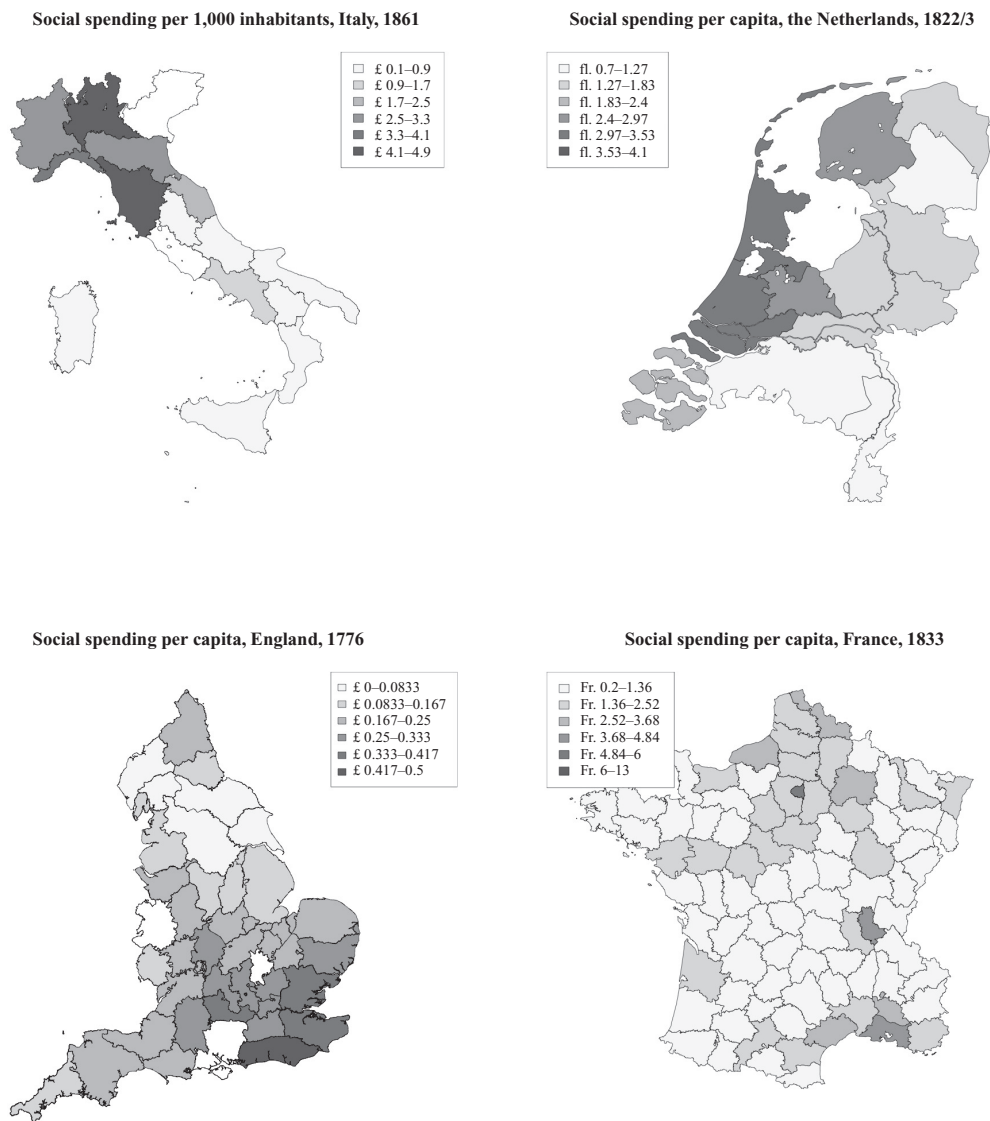 Social spending per 1,000 inhabitants, Italy, 1861
£ 0.1–0.9
£ 0.9–1.7
£ 1.7–2.5
£ 2.5–3.3
£ 3.3–4.1
£ 4.1–4.9
Social spending per capita, the Netherlands, 1822/3
fl. 0.7–1.27
fl. 1.27–1.83
fl. 1.83–2.4
fl. 2.4–2.97
fl. 2.97–3.53
fl. 3.53–4.1
Social spending per capita, England, 1776
£ 0–0.0833
£ 0.0833–0.167
£ 0.167–0.25
£ 0.25–0.333
£ 0.333–0.417
£ 0.417–0.5
Social spending per capita, France, 1833
Fr. 0.2–1.36
Fr. 1.36–2.52
Fr. 2.52–3.68
Fr. 3.68–4.84
Fr. 4.84–6
Fr. 6–13